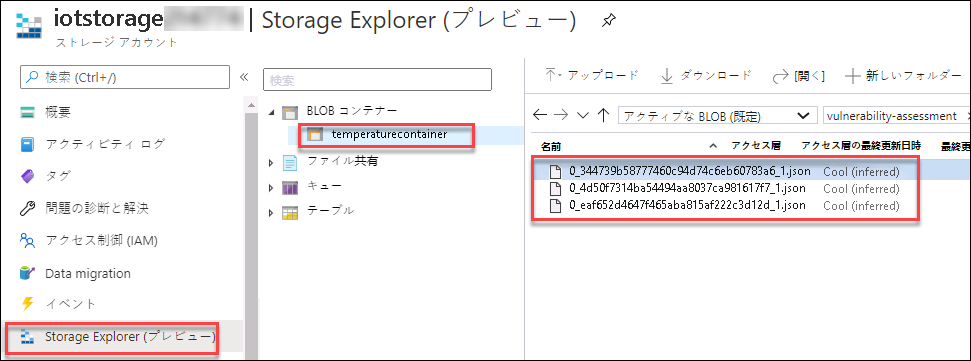 iotstorage | Storage Explorer (プレビュー)
ストレージ アカウント
検索 (Ctrl+/)
概要
アクティビティ ログ
タグ
問題の診断と解決
アクセス制御 (IAM)
Data migration
イベント
Storage Explorer (プレビュー)
検索
BLOB コンテナー
temperaturecontainer
ファイル共有
キュー
テーブル
アップロード ダウンロード [開く] 新しいフォルダー
アクティブな BLOB (既定) vulnerability-assessment
名前 アクセス層 アクセス層の最終更新日時 最終更
0_344739b58777460c94d74c6eb60783a6_1.json Cool (inferred)
0_4d50f7314ba54494aa8037ca981617f7_1.json Cool (inferred)
0_eaf652d4647f465aba815af222c3d12d_1.json Cool (inferred)